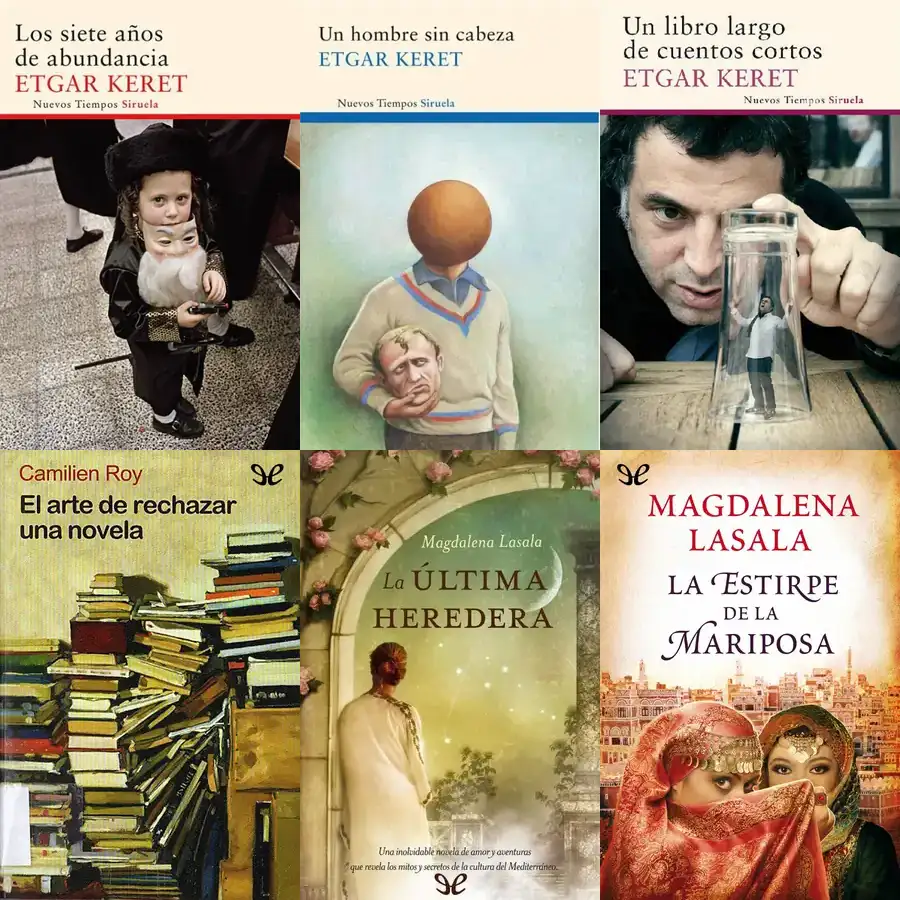 Los siete años
de abundancia
ETGAR KERET
Nuevos Tiempos Siruela
Un hombre sin cabeza
ETGAR KERET
Nuevos Tiempos Siruela
Un libro largo
de cuentos cortos
ETGAR KERET
Nuevos Tiempos Siruela
Camilien Roy
El arte de rechazar
una novela
Magdalena Lasala
La ÚLTIMA
HEREDERA
Una inolvidable novela de amor y aventuras
que revela los mitos y secretos de la cultura del Mediterráneo.
MAGDALENA
LASALA
LA ESTIRPE
DE LA
MARIPOSA